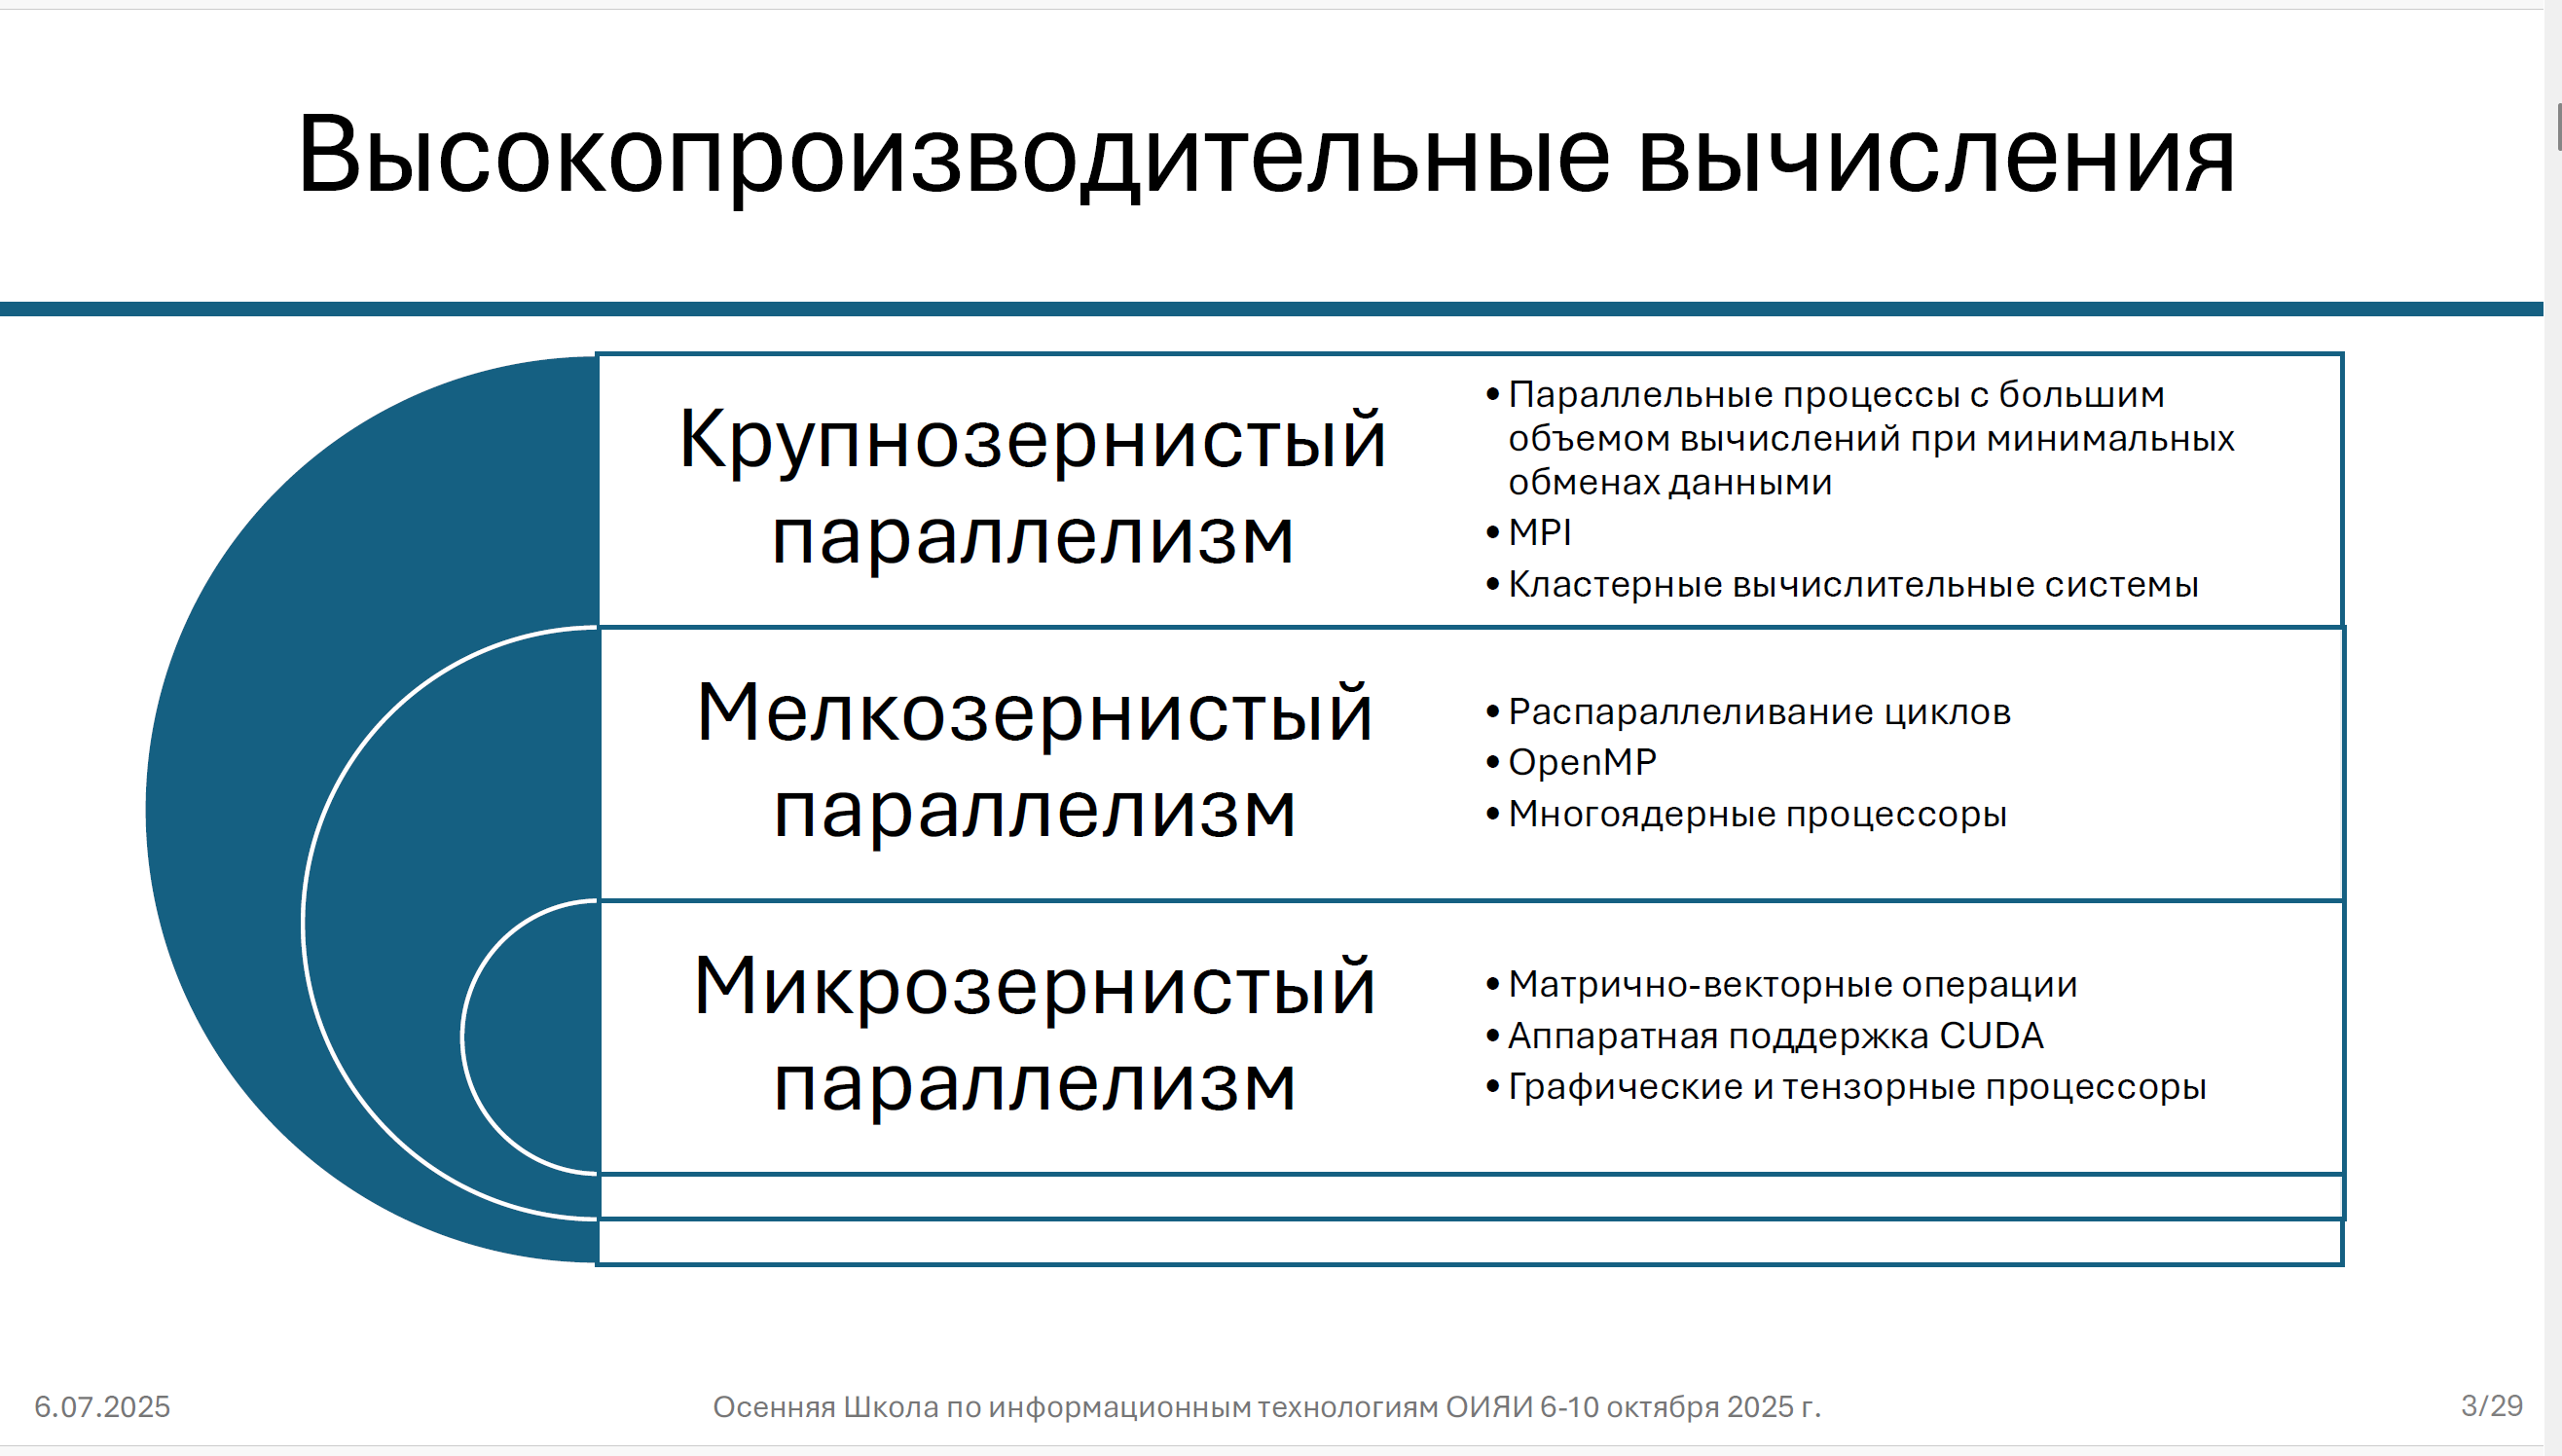 Высокопроизводительные вычисления
Крупнозернистый
параллелизм
• Параллельные процессы с большим
объемом вычислений при минимальных
обменах данными
• MPI
• Кластерные вычислительные системы
Мелкозернистый
параллелизм
• Распараллеливание циклов
• OpenMP
• Многоядерные процессоры
Микрозернистый
параллелизм
• Матрично-векторные операции
• Аппаратная поддержка CUDA
• Графические и тензорные процессоры
6.07.2025
Осенняя Школа по информационным технологиям ОИЯИ 6-10 октября 2025 г.
3/29